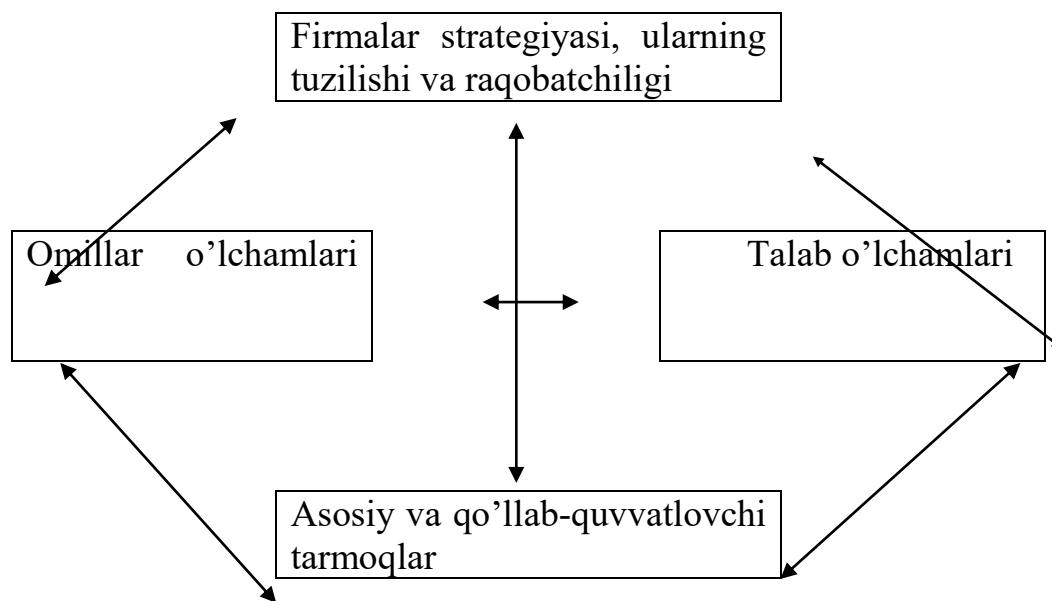 Firmalar strategiyasi, ularning
tuzilishi va raqobatchiligi
Omillar o’lchamlari
Talab o’lchamlari
Asosiy va qo’llab-quvvatlovchi
tarmoqlar